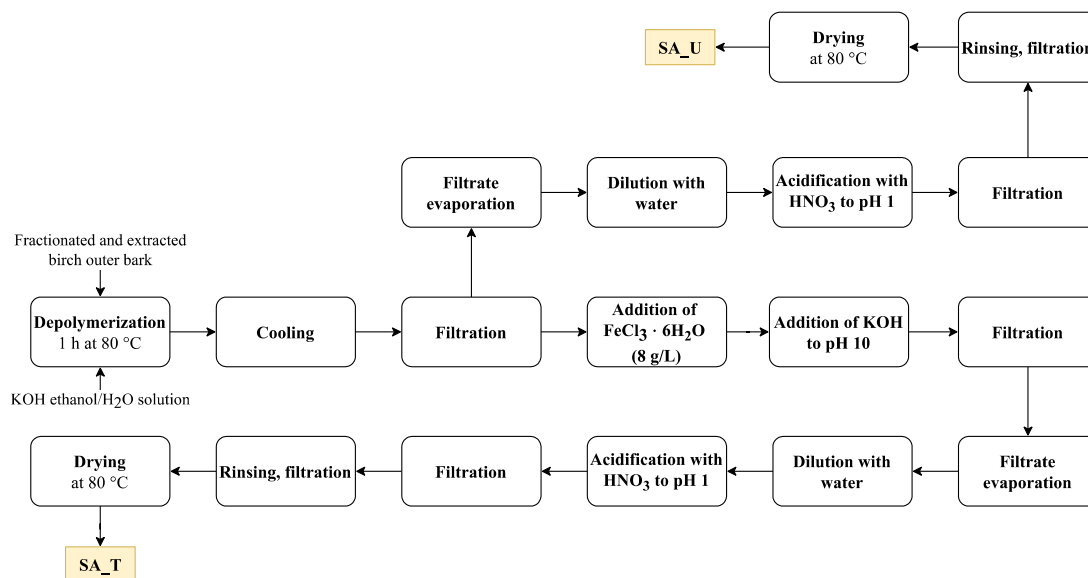 SA_U
Drying
at 80 °C
Rinsing, filtration
Filtrate
evaporation
Dilution with
water
Acidification with
HNO₃ to pH 1
Filtration
Fractionated and extracted
birch outer bark
Depolymerization
1 h at 80 °C
Cooling
Filtration
Addition of
FeCl₃ · 6H₂O
(8 g/L)
Addition of KOH
to pH 10
Filtration
KOH ethanol/H₂O solution
Drying
at 80 °C
Rinsing, filtration
Filtration
Acidification with
HNO₃ to pH 1
Dilution with
water
Filtrate
evaporation
SA_T